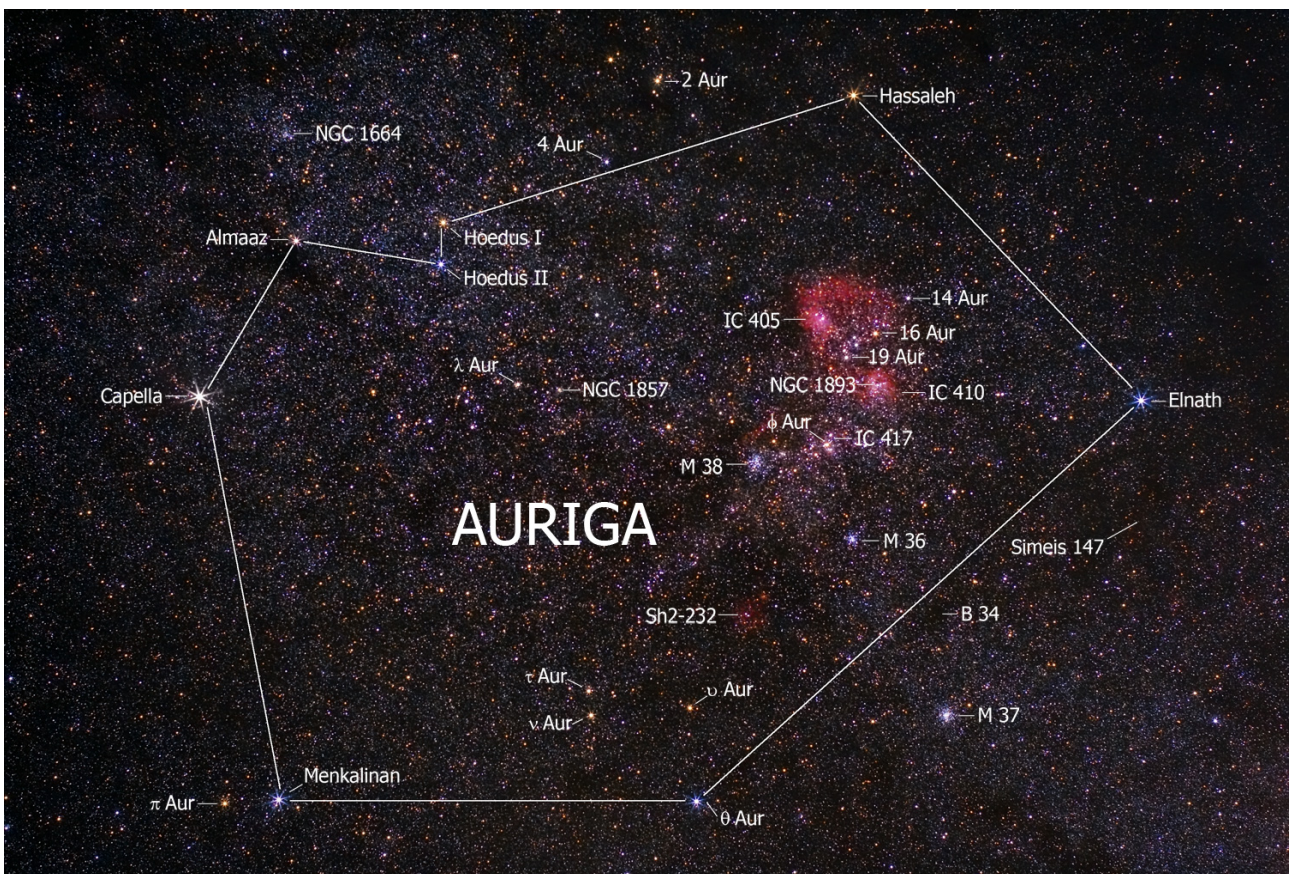 2 Aur
Hassaleh
NGC 1664
4 Aur
Almaaz
Hoedus I
Hoedus II
14 Aur
IC 405
16 Aur
19 Aur
λ Aur
NGC 1857
NGC 1893
IC 410
Capella
Elnath
ϕ Aur
IC 417
M 38
AURIGA
M 36
Simeis 147
Sh2-232
B 34
τ Aur
υ Aur
ν Aur
M 37
Menkalinan
π Aur
θ Aur